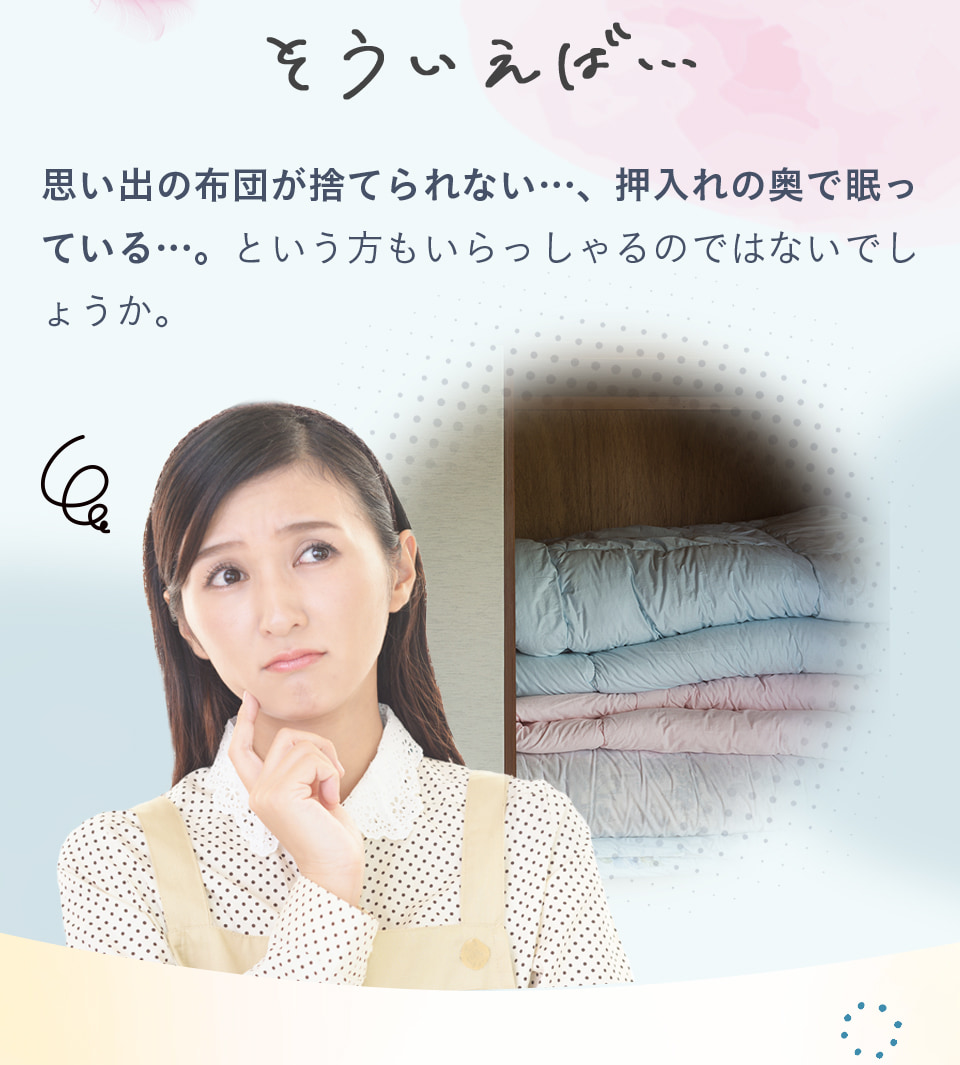 そういえば…
思い出の布団が捨てられない…、押入れの奥で眠っ
ている…。という方もいらっしゃるのではないでし
ょうか。